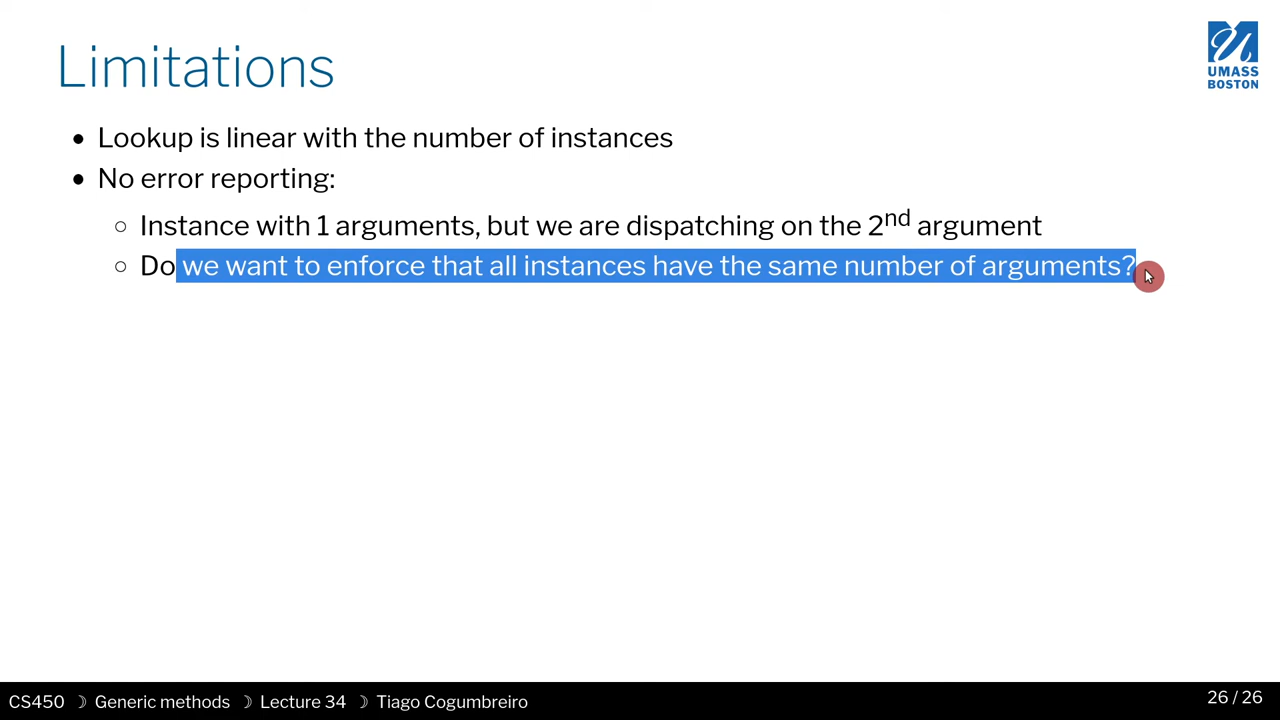 Limitations
UMASS
BOSTON
• Lookup is linear with the number of instances
• No error reporting:
○ Instance with 1 arguments, but we are dispatching on the 2nd argument
○ Do we want to enforce that all instances have the same number of arguments?
CS450 ☽ Generic methods ☽ Lecture 34 ☽ Tiago Cogumbreiro
26 / 26